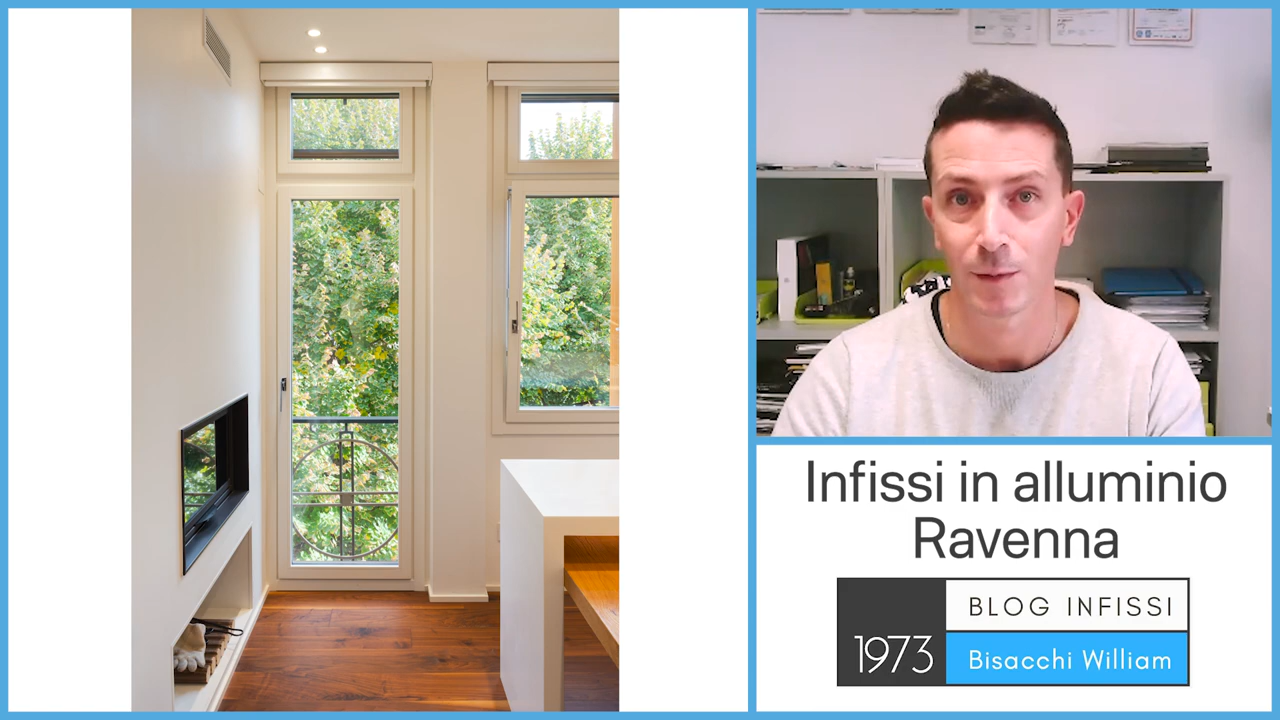 Infissi in alluminio
Ravenna
1973
BLOG INFISSI
Bisacchi William